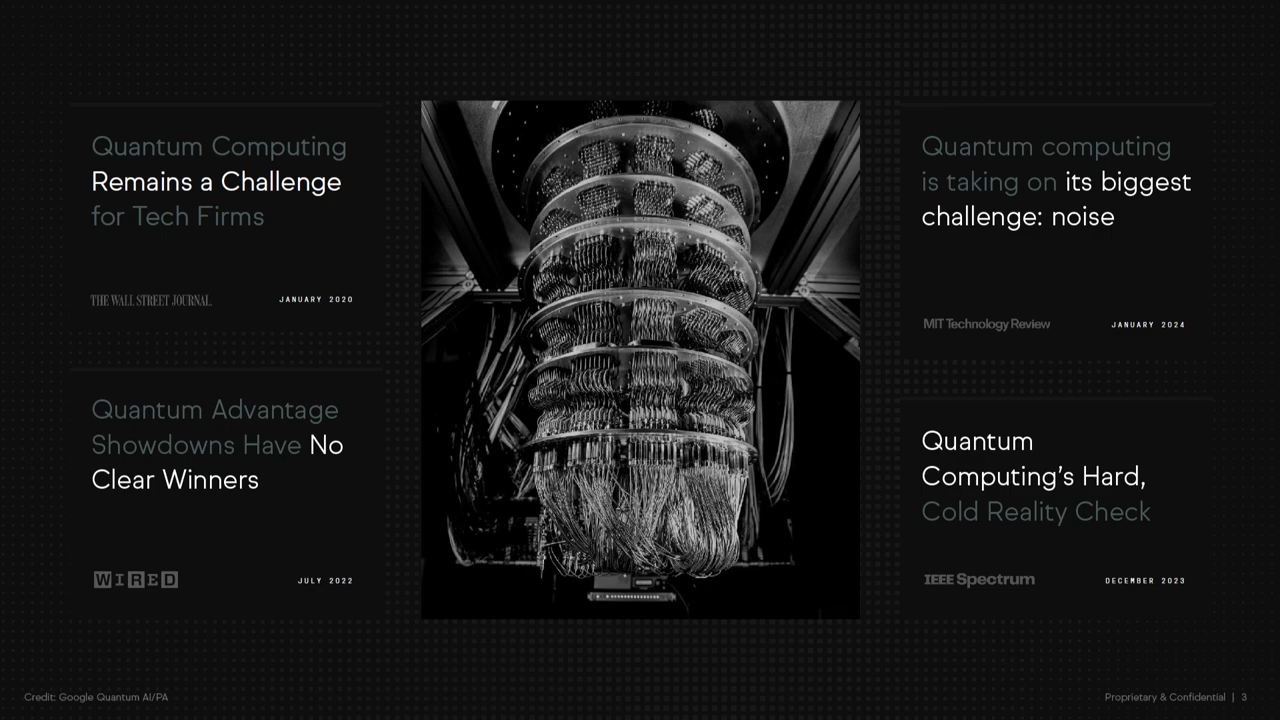 Quantum Computing
Remains a Challenge
for Tech Firms
THE WALL STREET JOURNAL.
JANUARY 2020
Quantum Advantage
Showdowns Have No
Clear Winners
WIRED
JULY 2022
Quantum computing
is taking on its biggest
challenge: noise
MIT Technology Review
JANUARY 2024
Quantum
Computing’s Hard,
Cold Reality Check
IEEE Spectrum
DECEMBER 2023
Credit: Google Quantum AI/PA
Proprietary & Confidential | 3